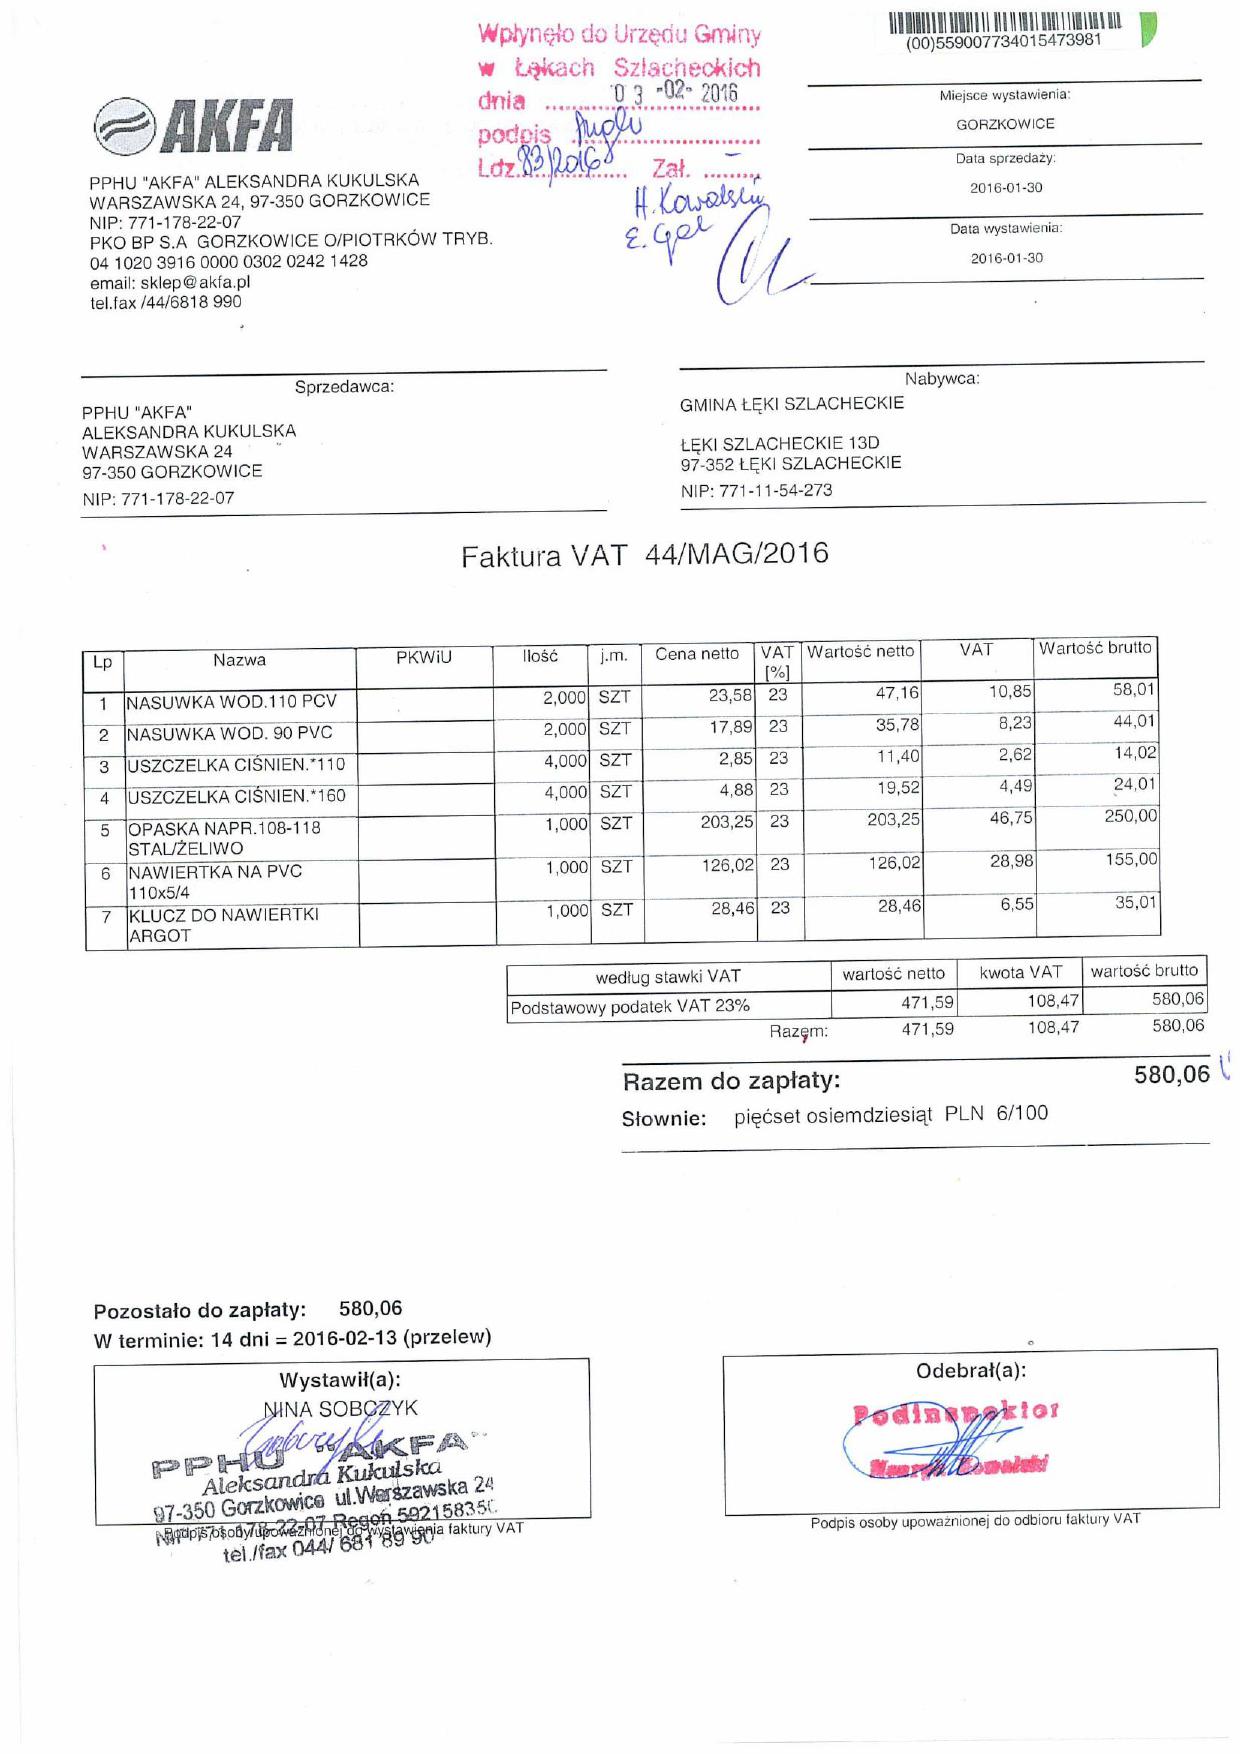 Wpłynęło do Urzędu Gminy
w Łąkach Szlacheckich
dnia 03 -02- 2016
podpis
Ldz. 83/2016 Zał. –
H. Kowalski
E. Gal
(00)559007734015473981
AKFA
PPHU "AKFA" ALEKSANDRA KUKULSKA
WARSZAWSKA 24, 97-350 GORZKOWICE
NIP: 771-178-22-07
PKO BP S.A GORZKOWICE O/PIOTRKÓW TRYB.
04 1020 3916 0000 0302 0242 1428
email: sklep@akfa.pl
tel.fax /44/6818 990
Miejsce wystawienia:
GORZKOWICE
Data sprzedaży:
2016-01-30
Data wystawienia:
2016-01-30
Sprzedawca:
PPHU "AKFA"
ALEKSANDRA KUKULSKA
WARSZAWSKA 24
97-350 GORZKOWICE
NIP: 771-178-22-07
Nabywca:
GMINA ŁĘKI SZLACHECKIE
ŁĘKI SZLACHECKIE 13D
97-352 ŁĘKI SZLACHECKIE
NIP: 771-11-54-273
Faktura VAT 44/MAG/2016
Lp Nazwa PKWiU Ilość j.m. Cena netto VAT [%] Wartość netto VAT Wartość brutto
1 NASUWKA WOD.110 PCV 2,000 SZT 23,58 23 47,16 10,85 58,01
2 NASUWKA WOD. 90 PVC 2,000 SZT 17,89 23 35,78 8,23 44,01
3 USZCZELKA CIŚNIEN.*110 4,000 SZT 2,85 23 11,40 2,62 14,02
4 USZCZELKA CIŚNIEN.*160 4,000 SZT 4,88 23 19,52 4,49 24,01
5 OPASKA NAPR.108-118 1,000 SZT 203,25 23 203,25 46,75 250,00
STAL/ŻELIWO
6 NAWIERTKA NA PVC 1,000 SZT 126,02 23 126,02 28,98 155,00
110x5/4
7 KLUCZ DO NAWIERTKI 1,000 SZT 28,46 23 28,46 6,55 35,01
ARGOT
według stawki VAT wartość netto kwota VAT wartość brutto
Podstawowy podatek VAT 23% 471,59 108,47 580,06
Razem: 471,59 108,47 580,06
Razem do zapłaty: 580,06
Słownie: pięćset osiemdziesiąt PLN 6/100
Pozostało do zapłaty: 580,06
W terminie: 14 dni = 2016-02-13 (przelew)
Wystawił(a):
NINA SOBCZYK
PPHU "AKFA"
Aleksandra Kukulska
97-350 Gorzkowice ul.Warszawska 24
22-07 Regon 592158350
Podpis osoby upoważnionej do wystawienia faktury VAT
tel./fax 044/ 681 89 90
Odebrał(a):
Podinspektor
Kowalski
Podpis osoby upoważnionej do odbioru faktury VAT